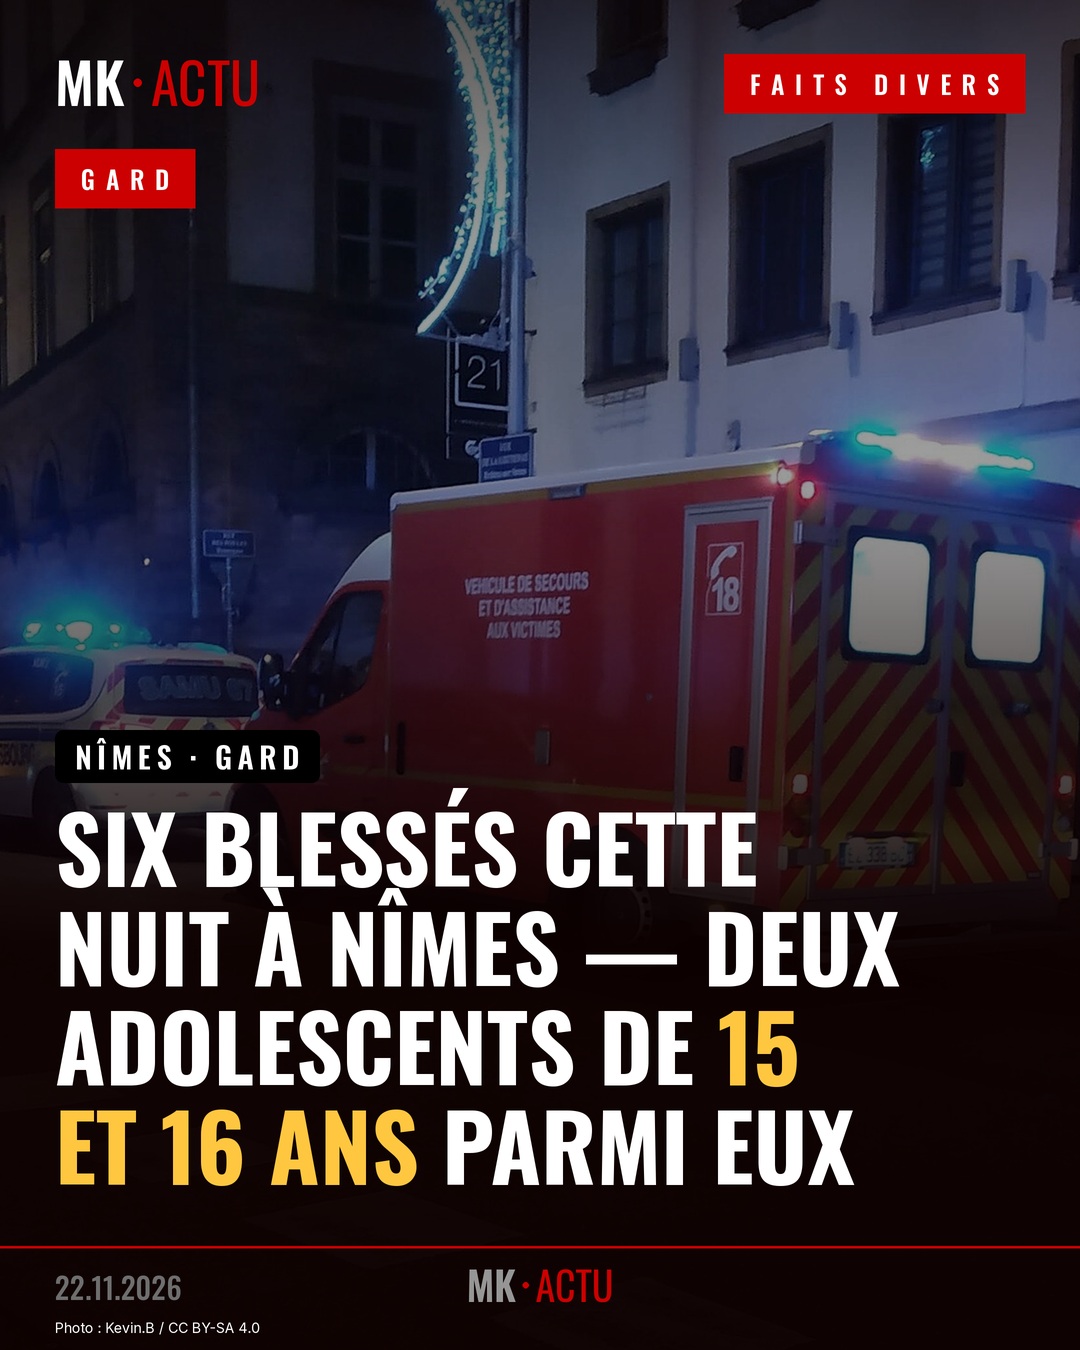 MK·ACTU
FAITS DIVERS
GARD
21
VEHICULE DE SECOURS
ET D'ASSISTANCE
AUX VICTIMES
18
NÎMES · GARD
SIX BLESSÉS CETTE
NUIT À NÎMES — DEUX
ADOLESCENTS DE 15
ET 16 ANS PARMI EUX
22.11.2026
MK·ACTU
Photo : Kevin.B / CC BY-SA 4.0